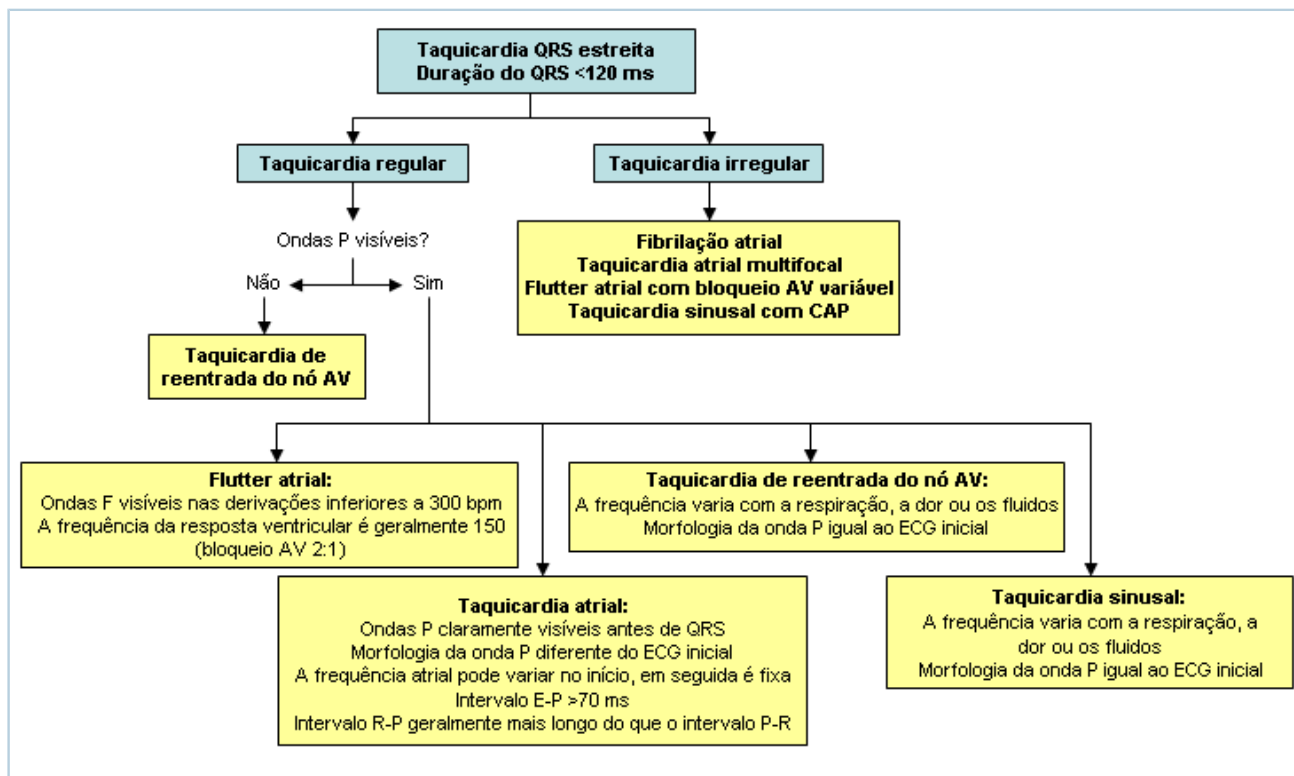 Taquicardia QRS estreita
Duração do QRS <120 ms
Taquicardia regular
Taquicardia irregular
Ondas P visíveis?
Não
Sim
Fibrilação atrial
Taquicardia atrial multifocal
Flutter atrial com bloqueio AV variável
Taquicardia sinusal com CAP
Taquicardia de
reentrada do nó AV
Flutter atrial:
Ondas F visíveis nas derivações inferiores a 300 bpm
A frequência da resposta ventricular é geralmente 150
(bloqueio AV 2:1)
Taquicardia de reentrada do nó AV:
A frequência varia com a respiração, a dor ou os fluidos
Morfologia da onda P igual ao ECG inicial
Taquicardia atrial:
Ondas P claramente visíveis antes de QRS
Morfologia da onda P diferente do ECG inicial
A frequência atrial pode variar no início, em seguida é fixa
Intervalo E-P >70 ms
Intervalo R-P geralmente mais longo do que o intervalo P-R
Taquicardia sinusal:
A frequência varia com a respiração, a
dor ou os fluidos
Morfologia da onda P igual ao ECG inicial